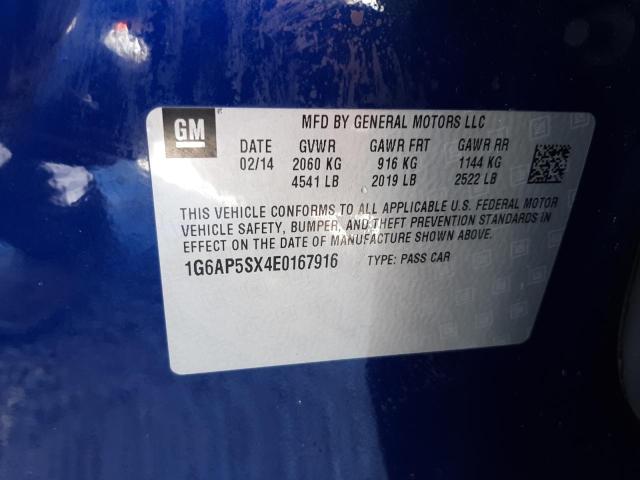 GM
MFD BY GENERAL MOTORS LLC
DATE GVWR GAWR FRT GAWR RR
02/14 2060 KG 916 KG 1144 KG
4541 LB 2019 LB 2522 LB
THIS VEHICLE CONFORMS TO ALL APPLICABLE U.S. FEDERAL MOTOR
VEHICLE SAFETY, BUMPER, AND THEFT PREVENTION STANDARDS IN
EFFECT ON THE DATE OF MANUFACTURE SHOWN ABOVE.
1G6AP5SX4E0167916 TYPE: PASS CAR